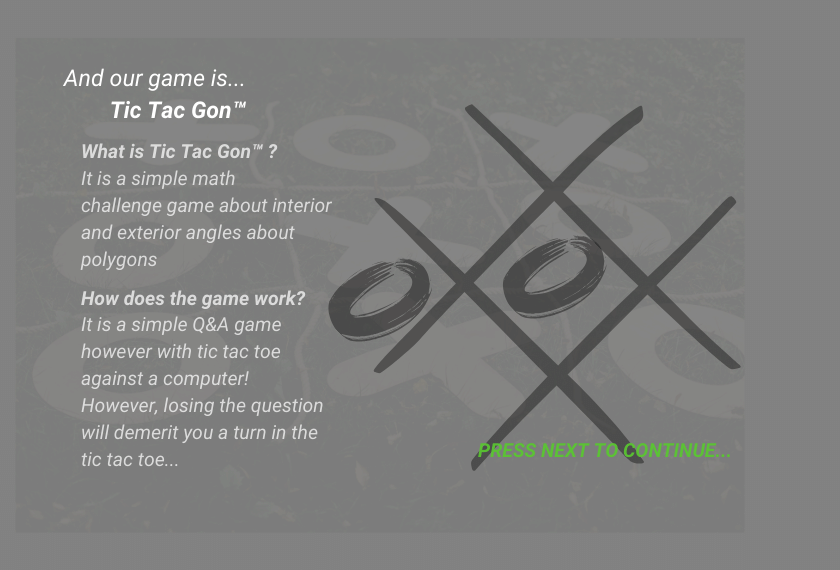 And our game is...
Tic Tac Gon™
What is Tic Tac Gon™ ?
It is a simple math
challenge game about interior
and exterior angles about
polygons
How does the game work?
It is a simple Q&A game
however with tic tac toe
against a computer!
However, losing the question
will demerit you a turn in the
tic tac toe...
PRESS NEXT TO CONTINUE...